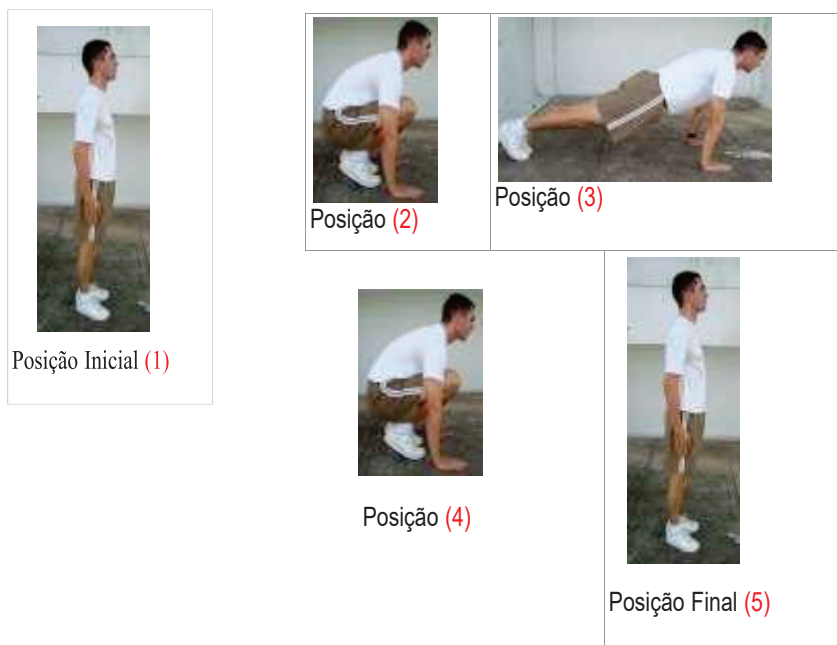 Posição Inicial (1)
Posição (2)
Posição (3)
Posição (4)
Posição Final (5)